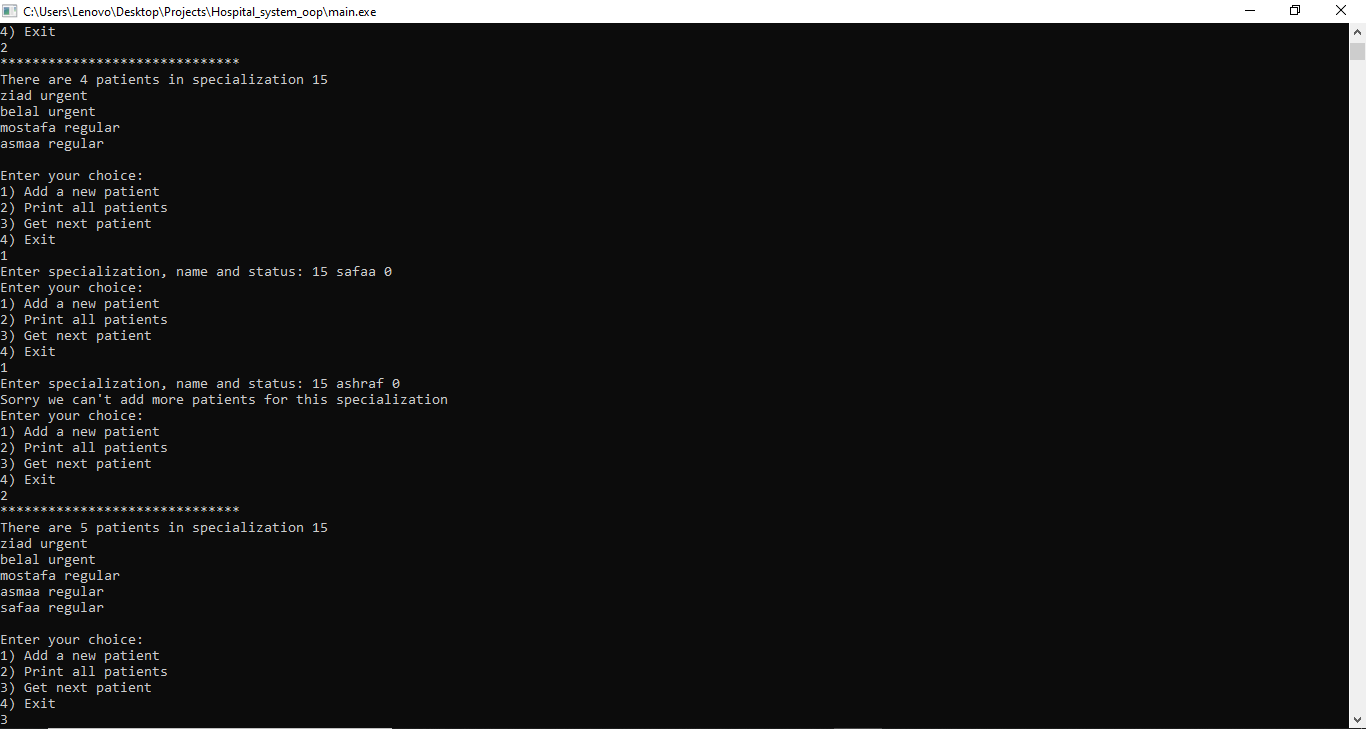 C:\Users\Lenovo\Desktop\Projects\Hospital_system_oop\main.exe
4) Exit
2
******************************
There are 4 patients in specialization 15
ziad urgent
belal urgent
mostafa regular
asmaa regular
Enter your choice:
1) Add a new patient
2) Print all patients
3) Get next patient
4) Exit
1
Enter specialization, name and status: 15 safaa 0
Enter your choice:
1) Add a new patient
2) Print all patients
3) Get next patient
4) Exit
1
Enter specialization, name and status: 15 ashraf 0
Sorry we can't add more patients for this specialization
Enter your choice:
1) Add a new patient
2) Print all patients
3) Get next patient
4) Exit
2
******************************
There are 5 patients in specialization 15
ziad urgent
belal urgent
mostafa regular
asmaa regular
safaa regular
Enter your choice:
1) Add a new patient
2) Print all patients
3) Get next patient
4) Exit
3